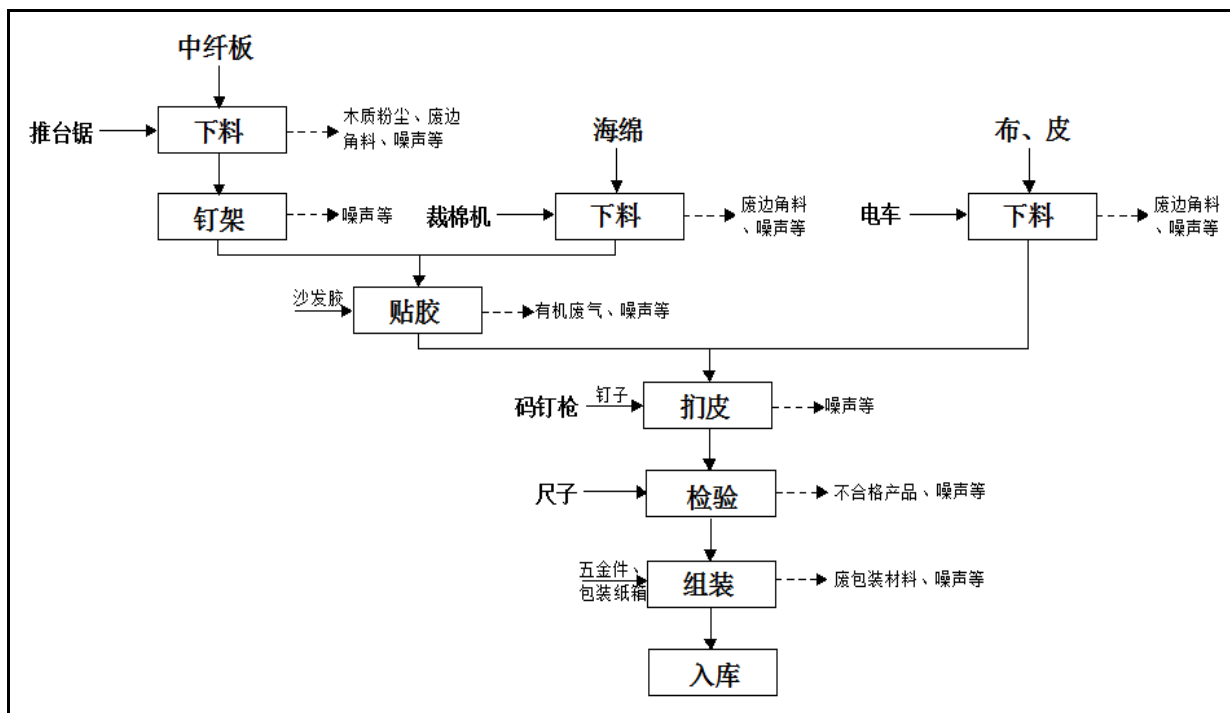 中纤板
推台锯
下料
木质粉尘、废边
角料、噪声等
海绵
布、皮
钉架
噪声等
裁棉机
下料
废边角料
、噪声等
电车
下料
废边角料
、噪声等
沙发胶
贴胶
有机废气、噪声等
码钉枪
钉子
扪皮
噪声等
尺子
检验
不合格产品、噪声等
五金件、
包装纸箱
组装
废包装材料、噪声等
入库